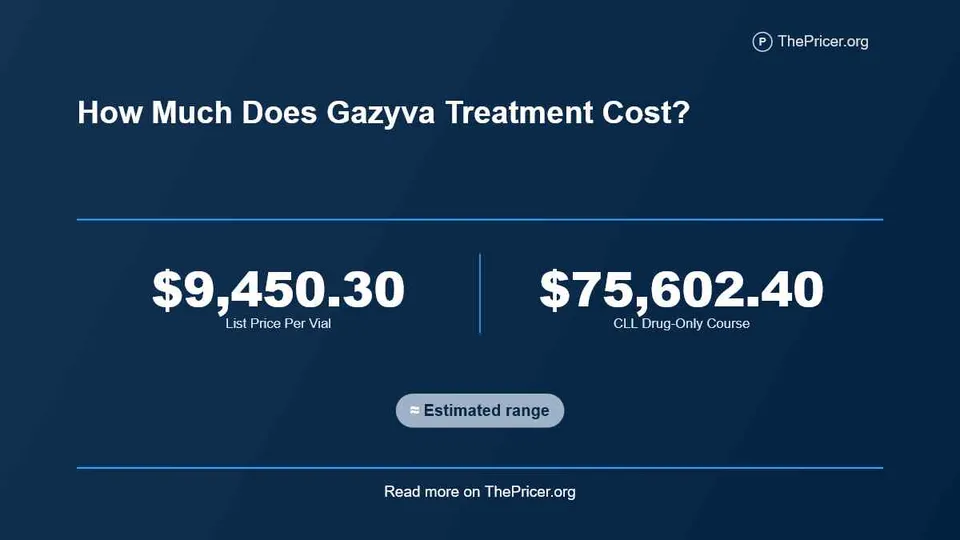 P ThePricer.org
How Much Does Gazyva Treatment Cost?
$9,450.30
List Price Per Vial
$75,602.40
CLL Drug-Only Course
≈ Estimated range
Read more on ThePricer.org